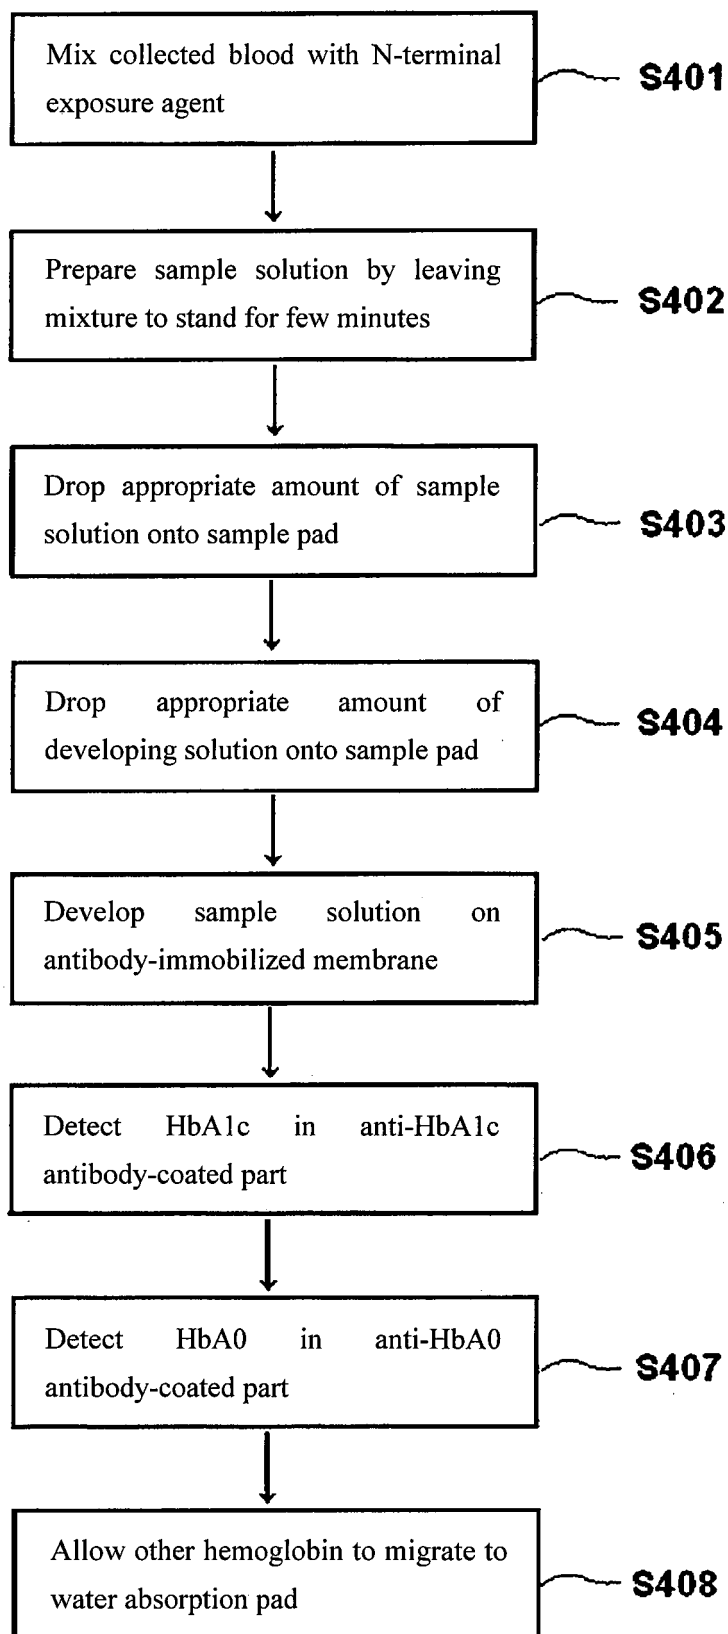 Mix collected blood with N-terminal
exposure agent
S401
Prepare sample solution by leaving
mixture to stand for few minutes
S402
Drop appropriate amount of sample
solution onto sample pad
S403
Drop appropriate amount of
developing solution onto sample pad
S404
Develop sample solution on
antibody-immobilized membrane
S405
Detect HbA1c in anti-HbA1c
antibody-coated part
S406
Detect HbA0 in anti-HbA0
antibody-coated part
S407
Allow other hemoglobin to migrate to
water absorption pad
S408